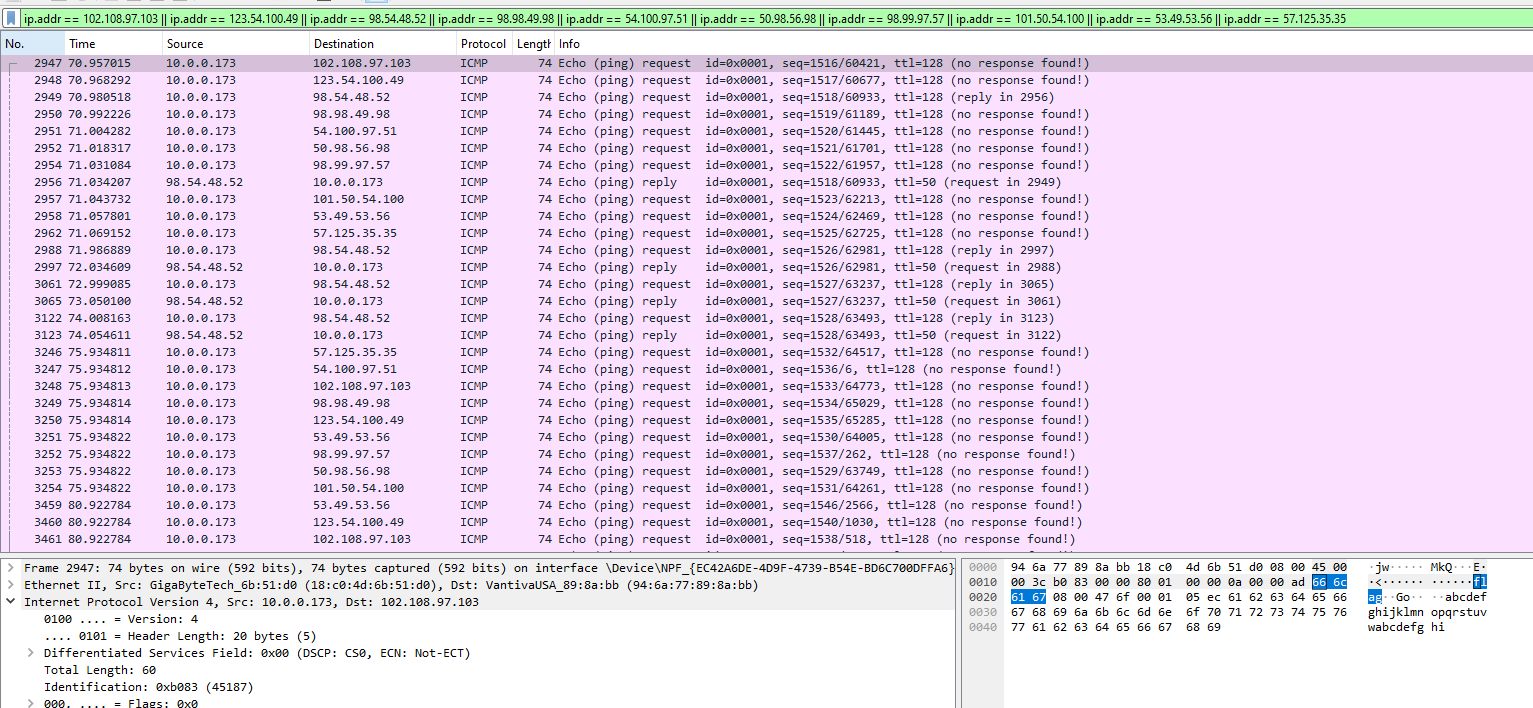 ip.addr == 102.108.97.103 || ip.addr == 123.54.100.49 || ip.addr == 98.54.48.52 || ip.addr == 98.98.49.98 || ip.addr == 54.100.97.51 || ip.addr == 50.98.56.98 || ip.addr == 98.99.97.57 || ip.addr == 101.50.54.100 || ip.addr == 53.49.53.56 || ip.addr == 57.125.35.35
No. Time Source Destination Protocol Length Info
2947 70.957015 10.0.0.173 102.108.97.103 ICMP 74 Echo (ping) request id=0x0001, seq=1516/60421, ttl=128 (no response found!)
2948 70.968292 10.0.0.173 123.54.100.49 ICMP 74 Echo (ping) request id=0x0001, seq=1517/60677, ttl=128 (no response found!)
2949 70.980518 10.0.0.173 98.54.48.52 ICMP 74 Echo (ping) request id=0x0001, seq=1518/60933, ttl=128 (reply in 2956)
2950 70.992226 10.0.0.173 98.98.49.98 ICMP 74 Echo (ping) request id=0x0001, seq=1519/61189, ttl=128 (no response found!)
2951 71.004282 10.0.0.173 54.100.97.51 ICMP 74 Echo (ping) request id=0x0001, seq=1520/61445, ttl=128 (no response found!)
2952 71.018317 10.0.0.173 50.98.56.98 ICMP 74 Echo (ping) request id=0x0001, seq=1521/61701, ttl=128 (no response found!)
2954 71.031084 10.0.0.173 98.99.97.57 ICMP 74 Echo (ping) request id=0x0001, seq=1522/61957, ttl=128 (no response found!)
2956 71.034207 98.54.48.52 10.0.0.173 ICMP 74 Echo (ping) reply id=0x0001, seq=1518/60933, ttl=50 (request in 2949)
2957 71.043732 10.0.0.173 101.50.54.100 ICMP 74 Echo (ping) request id=0x0001, seq=1523/62213, ttl=128 (no response found!)
2958 71.057801 10.0.0.173 53.49.53.56 ICMP 74 Echo (ping) request id=0x0001, seq=1524/62469, ttl=128 (no response found!)
2962 71.069152 10.0.0.173 57.125.35.35 ICMP 74 Echo (ping) request id=0x0001, seq=1525/62725, ttl=128 (no response found!)
2988 71.986889 10.0.0.173 98.54.48.52 ICMP 74 Echo (ping) request id=0x0001, seq=1526/62981, ttl=128 (reply in 2997)
2997 72.034609 98.54.48.52 10.0.0.173 ICMP 74 Echo (ping) reply id=0x0001, seq=1526/62981, ttl=50 (request in 2988)
3061 72.999085 10.0.0.173 98.54.48.52 ICMP 74 Echo (ping) request id=0x0001, seq=1527/63237, ttl=128 (reply in 3065)
3065 73.050100 98.54.48.52 10.0.0.173 ICMP 74 Echo (ping) reply id=0x0001, seq=1527/63237, ttl=50 (request in 3061)
3122 74.008163 10.0.0.173 98.54.48.52 ICMP 74 Echo (ping) request id=0x0001, seq=1528/63493, ttl=128 (reply in 3123)
3123 74.054611 98.54.48.52 10.0.0.173 ICMP 74 Echo (ping) reply id=0x0001, seq=1528/63493, ttl=50 (request in 3122)
3246 75.934811 10.0.0.173 57.125.35.35 ICMP 74 Echo (ping) request id=0x0001, seq=1532/64517, ttl=128 (no response found!)
3247 75.934812 10.0.0.173 54.100.97.51 ICMP 74 Echo (ping) request id=0x0001, seq=1536/6, ttl=128 (no response found!)
3248 75.934813 10.0.0.173 102.108.97.103 ICMP 74 Echo (ping) request id=0x0001, seq=1533/64773, ttl=128 (no response found!)
3249 75.934814 10.0.0.173 98.98.49.98 ICMP 74 Echo (ping) request id=0x0001, seq=1534/65029, ttl=128 (no response found!)
3250 75.934814 10.0.0.173 123.54.100.49 ICMP 74 Echo (ping) request id=0x0001, seq=1535/65285, ttl=128 (no response found!)
3251 75.934822 10.0.0.173 53.49.53.56 ICMP 74 Echo (ping) request id=0x0001, seq=1530/64005, ttl=128 (no response found!)
3252 75.934822 10.0.0.173 98.99.97.57 ICMP 74 Echo (ping) request id=0x0001, seq=1537/262, ttl=128 (no response found!)
3253 75.934822 10.0.0.173 50.98.56.98 ICMP 74 Echo (ping) request id=0x0001, seq=1529/63749, ttl=128 (no response found!)
3254 75.934822 10.0.0.173 101.50.54.100 ICMP 74 Echo (ping) request id=0x0001, seq=1531/64261, ttl=128 (no response found!)
3459 80.922784 10.0.0.173 53.49.53.56 ICMP 74 Echo (ping) request id=0x0001, seq=1546/2566, ttl=128 (no response found!)
3460 80.922784 10.0.0.173 123.54.100.49 ICMP 74 Echo (ping) request id=0x0001, seq=1540/1030, ttl=128 (no response found!)
3461 80.922784 10.0.0.173 102.108.97.103 ICMP 74 Echo (ping) request id=0x0001, seq=1538/518, ttl=128 (no response found!)
Frame 2947: 74 bytes on wire (592 bits), 74 bytes captured (592 bits) on interface \Device\NPF_{EC42A6DE-4D9F-4739-B54E-BD6C700DFFA6}
Ethernet II, Src: GigaByteTech_6b:51:d0 (18:c0:4d:6b:51:d0), Dst: VantivaUSA_89:8a:bb (94:6a:77:89:8a:bb)
Internet Protocol Version 4, Src: 10.0.0.173, Dst: 102.108.97.103
0100 .... = Version: 4
.... 0101 = Header Length: 20 bytes (5)
Differentiated Services Field: 0x00 (DSCP: CS0, ECN: Not-ECT)
Total Length: 60
Identification: 0xb083 (45187)
000. .... = Flags: 0x0
0000 94 6a 77 89 8a bb 18 c0 4d 6b 51 d0 08 00 45 00 ·jw····· MkQ···E·
0010 00 3c b0 83 00 00 80 01 00 00 0a 00 00 ad 66 6c ·<······ ······fl
0020 61 67 08 00 47 6f 00 01 05 ec 61 62 63 64 65 66 ag··Go·· ··abcdef
0030 67 68 69 6a 6b 6c 6d 6e 6f 70 71 72 73 74 75 76 ghijklmn opqrstuv
0040 77 61 62 63 64 65 66 67 68 69 wabcdefg hi